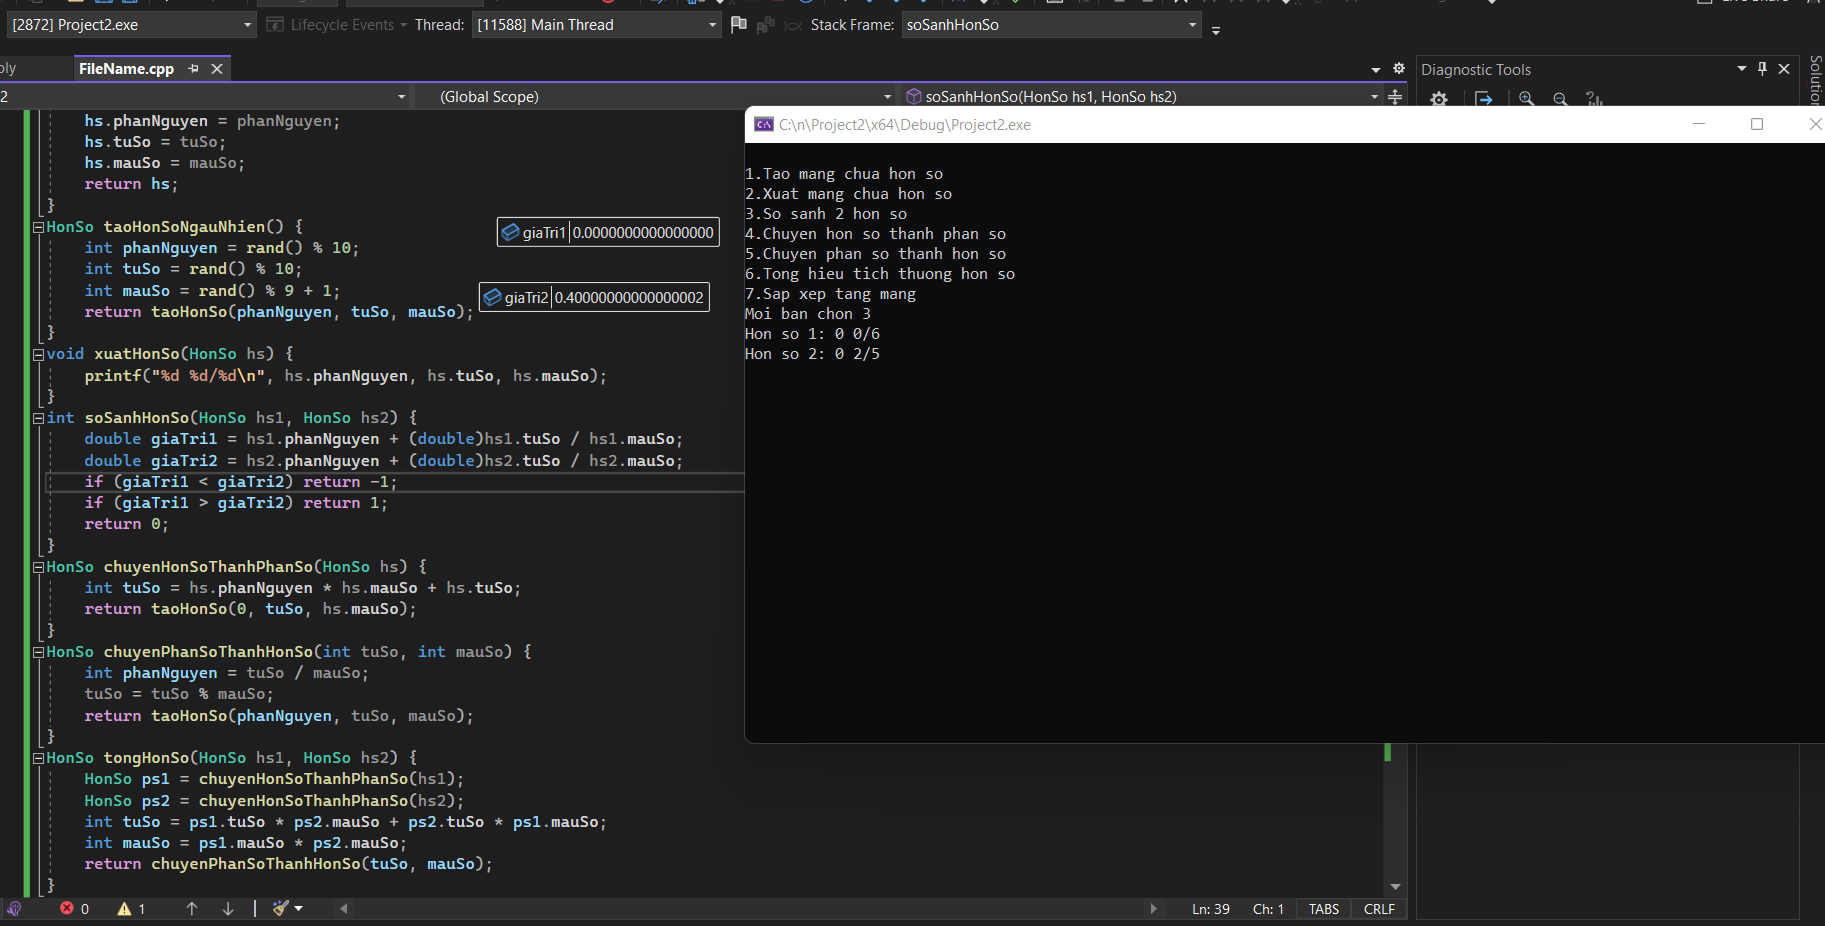 [2872] Project2.exe Lifecycle Events Thread: [11588] Main Thread Stack Frame: soSanhHonSo
FileName.cpp
Diagnostic Tools
2 (Global Scope) soSanhHonSo(HonSo hs1, HonSo hs2)
hs.phanNguyen = phanNguyen;
hs.tuSo = tuSo;
hs.mauSo = mauSo;
return hs;
}
HonSo taoHonSoNgauNhien() {
int phanNguyen = rand() % 10;
int tuSo = rand() % 10;
int mauSo = rand() % 9 + 1;
return taoHonSo(phanNguyen, tuSo, mauSo);
}
void xuatHonSo(HonSo hs) {
printf("%d %d/%d\n", hs.phanNguyen, hs.tuSo, hs.mauSo);
}
int soSanhHonSo(HonSo hs1, HonSo hs2) {
double giaTri1 = hs1.phanNguyen + (double)hs1.tuSo / hs1.mauSo;
double giaTri2 = hs2.phanNguyen + (double)hs2.tuSo / hs2.mauSo;
if (giaTri1 < giaTri2) return -1;
if (giaTri1 > giaTri2) return 1;
return 0;
}
HonSo chuyenHonSoThanhPhanSo(HonSo hs) {
int tuSo = hs.phanNguyen * hs.mauSo + hs.tuSo;
return taoHonSo(0, tuSo, hs.mauSo);
}
HonSo chuyenPhanSoThanhHonSo(int tuSo, int mauSo) {
int phanNguyen = tuSo / mauSo;
tuSo = tuSo % mauSo;
return taoHonSo(phanNguyen, tuSo, mauSo);
}
HonSo tongHonSo(HonSo hs1, HonSo hs2) {
HonSo ps1 = chuyenHonSoThanhPhanSo(hs1);
HonSo ps2 = chuyenHonSoThanhPhanSo(hs2);
int tuSo = ps1.tuSo * ps2.mauSo + ps2.tuSo * ps1.mauSo;
int mauSo = ps1.mauSo * ps2.mauSo;
return chuyenPhanSoThanhHonSo(tuSo, mauSo);
}
giaTri1 0.0000000000000000
giaTri2 0.40000000000000002
C:\n\Project2\x64\Debug\Project2.exe
1.Tao mang chua hon so
2.Xuat mang chua hon so
3.So sanh 2 hon so
4.Chuyen hon so thanh phan so
5.Chuyen phan so thanh hon so
6.Tong hieu tich thuong hon so
7.Sap xep tang mang
Moi ban chon 3
Hon so 1: 0 0/6
Hon so 2: 0 2/5
0 1 Ln: 39 Ch: 1 TABS CRLF